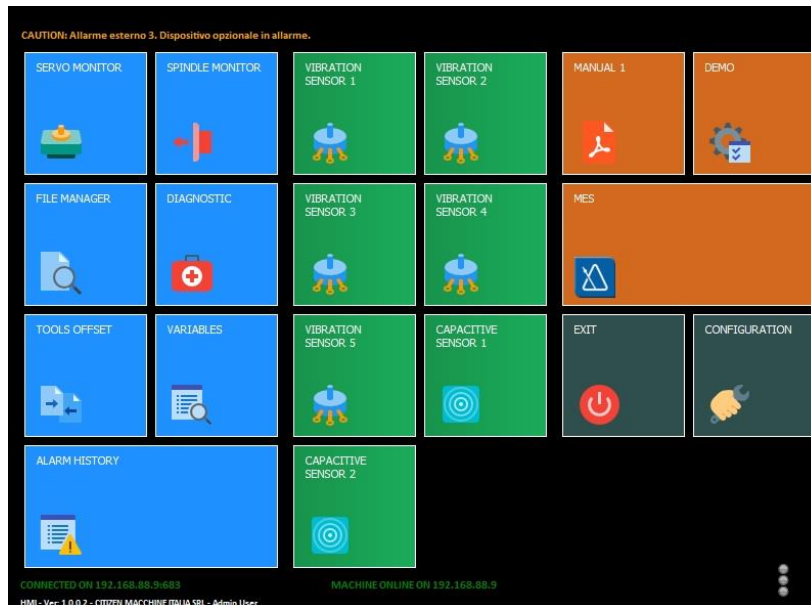 CAUTION: Allarme esterno 3. Dispositivo opzionale in allarme.
SERVO MONITOR
SPINDLE MONITOR
VIBRATION
SENSOR 1
VIBRATION
SENSOR 2
MANUAL 1
DEMO
FILE MANAGER
DIAGNOSTIC
VIBRATION
SENSOR 3
VIBRATION
SENSOR 4
MES
TOOLS OFFSET
VARIABLES
VIBRATION
SENSOR 5
CAPACITIVE
SENSOR 1
EXIT
CONFIGURATION
ALARM HISTORY
CAPACITIVE
SENSOR 2
CONNECTED ON 192.168.88.9:683
MACHINE ONLINE ON 192.168.88.9
HMI - Ver: 1.0.0.2 - CITIZEN MACCHINE ITALIA SRL - Admin User